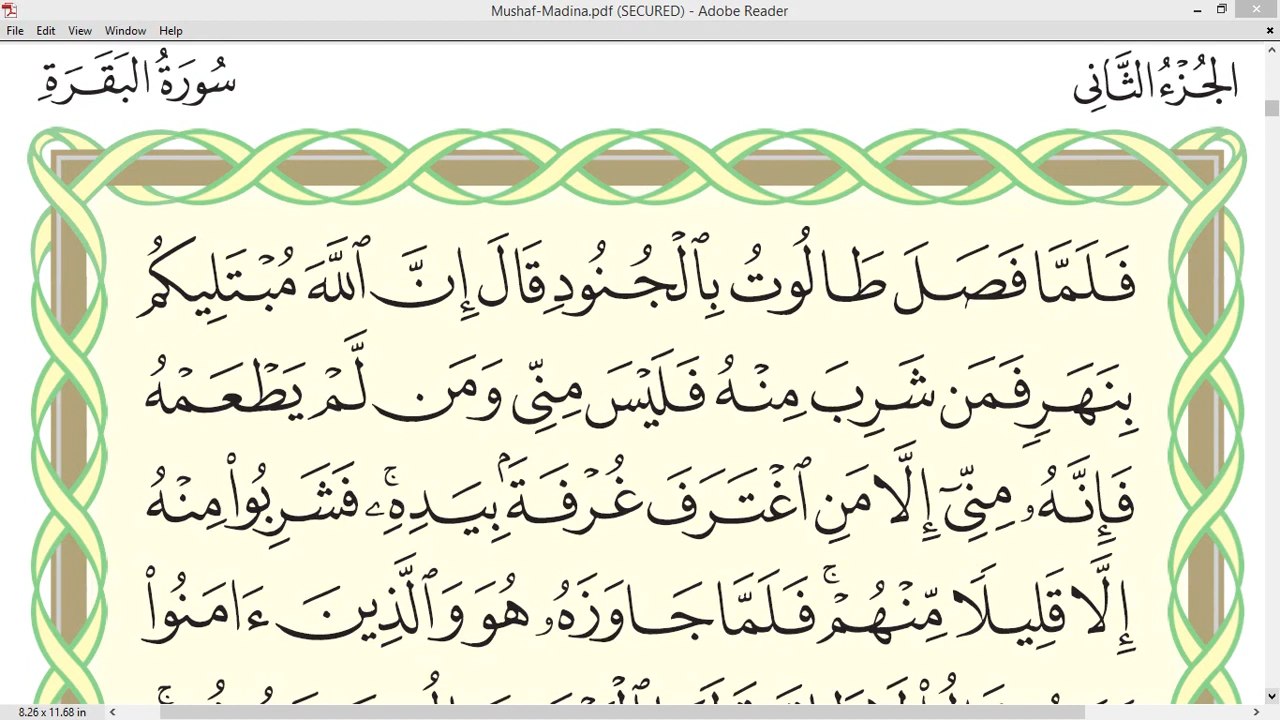 Mushaf-Madina.pdf (SECURED) - Adobe Reader
File Edit View Window Help
الجُزْءُ الثَّانِى سُورَةُ البَقَرَةِ
فَلَمَّا فَصَلَ طَالُوتُ بِٱلْجُنُودِ قَالَ إِنَّ ٱللَّهَ مُبْتَلِيكُم
بِنَهَرٍ فَمَن شَرِبَ مِنْهُ فَلَيْسَ مِنِّى وَمَن لَّمْ يَطْعَمْهُ
فَإِنَّهُۥ مِنِّىٓ إِلَّا مَنِ ٱغْتَرَفَ غُرْفَةًۢ بِيَدِهِۦۚ فَشَرِبُوا۟ مِنْهُ
إِلَّا قَلِيلًا مِّنْهُمْۚ فَلَمَّا جَاوَزَهُۥ هُوَ وَٱلَّذِينَ ءَامَنُوا۟
8.26 x 11.68 in